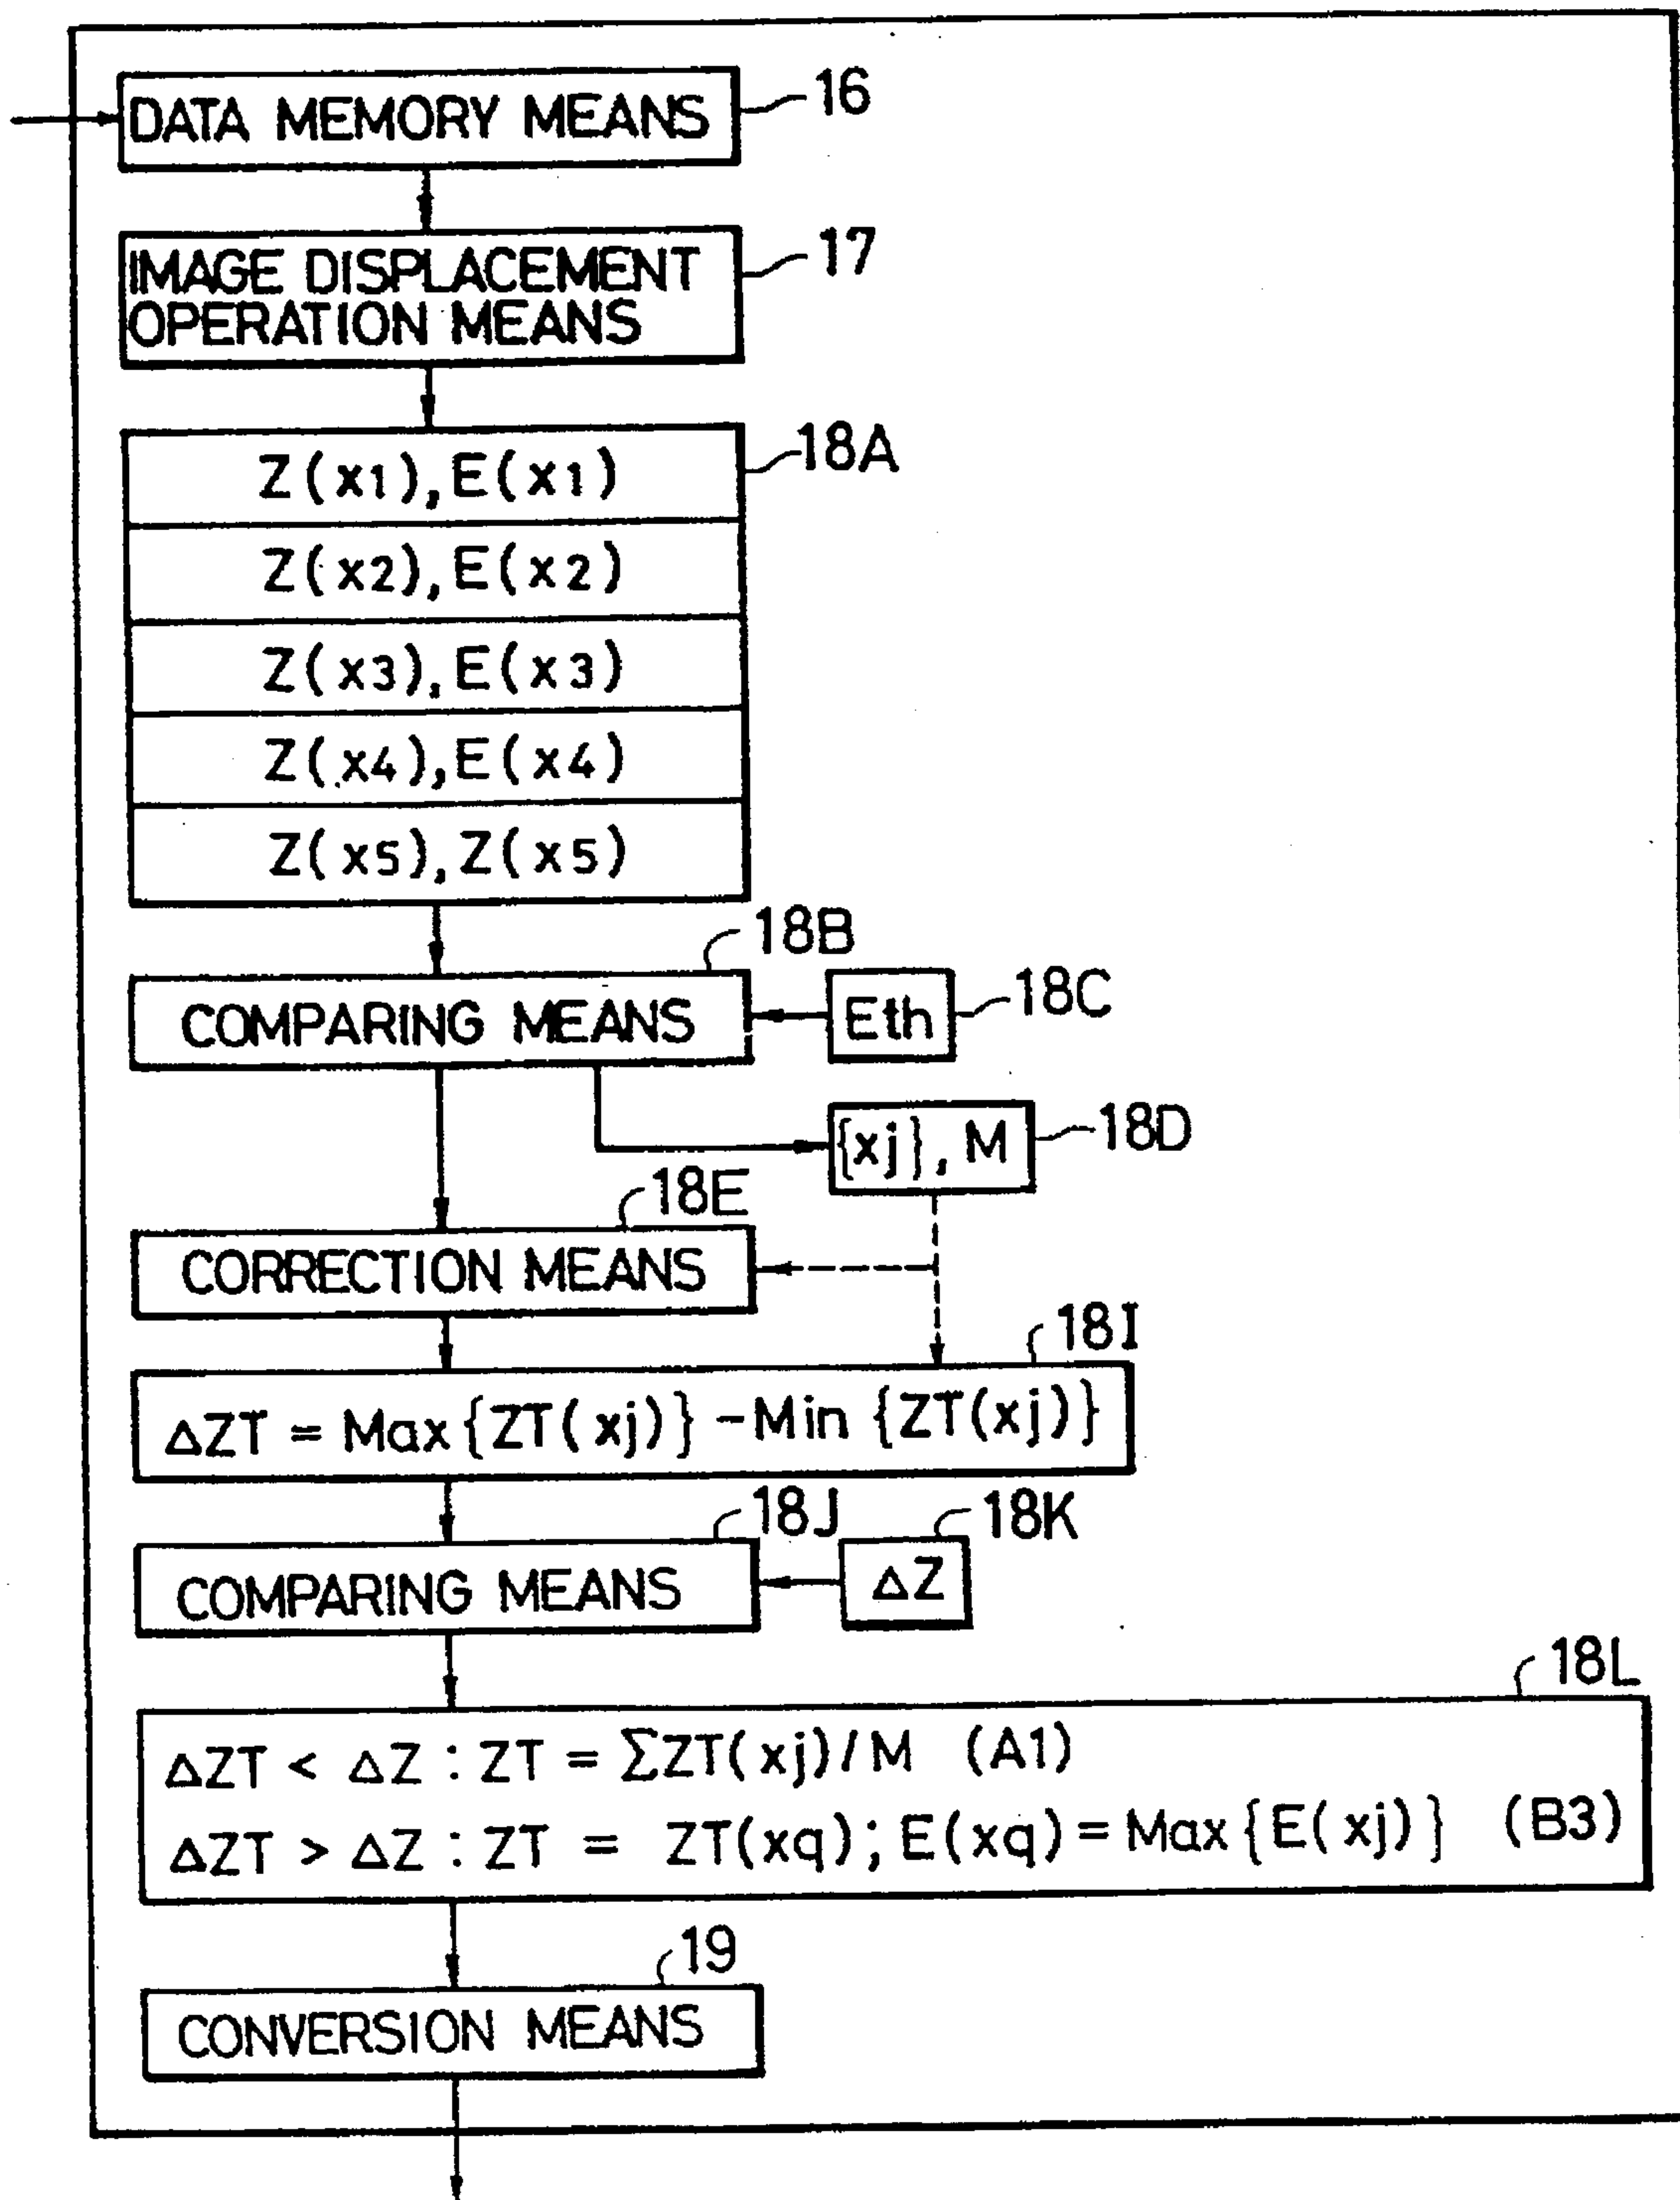 DATA MEMORY MEANS
16
IMAGE DISPLACEMENT
OPERATION MEANS
17
18A
Z(x1),E(x1)
Z(x2),E(x2)
Z(x3),E(x3)
Z(x4),E(x4)
Z(x5),Z(x5)
18B
COMPARING MEANS
Eth
18C
{xj}, M
18D
18E
CORRECTION MEANS
18I
ΔZT = Max{ZT(xj)} -Min {ZT(xj)}
18J
18K
COMPARING MEANS
ΔZ
18L
ΔZT < ΔZ : ZT = ΣZT(xj)/M (A1)
ΔZT > ΔZ : ZT = ZT(xq); E(xq) = Max{E(xj)} (B3)
19
CONVERSION MEANS